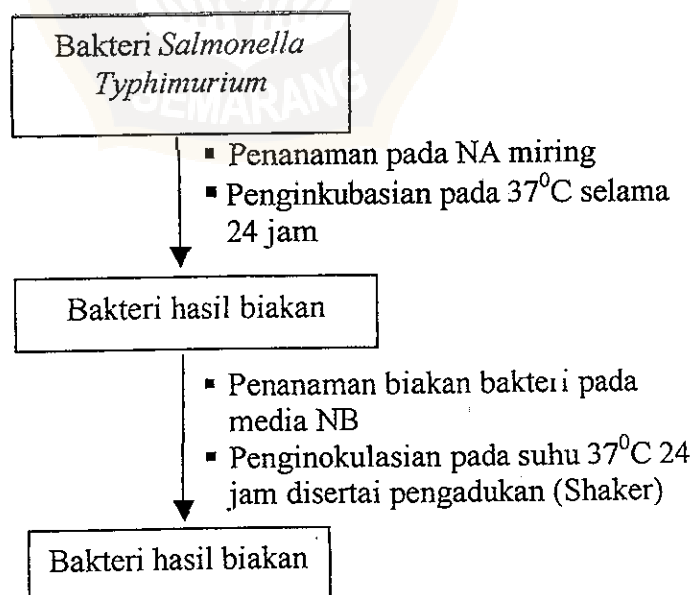 Bakteri Salmonella
Typhimurium
SEMARANG
▪ Penanaman pada NA miring
▪ Penginkubasian pada 37⁰C selama
24 jam
Bakteri hasil biakan
▪ Penanaman biakan bakteri pada
media NB
▪ Penginokulasian pada suhu 37⁰C 24
jam disertai pengadukan (Shaker)
Bakteri hasil biakan